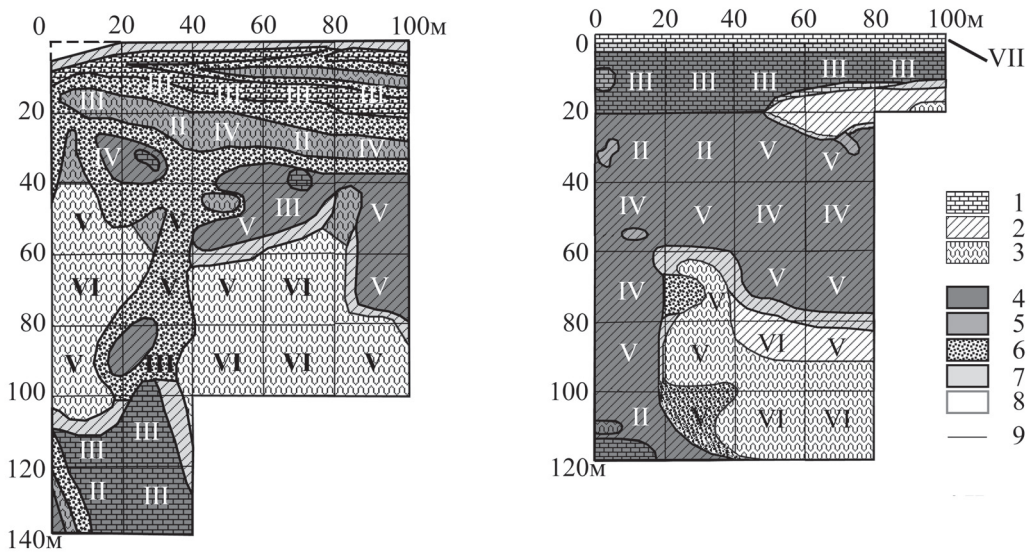 0 20 40 60 80 100м
0
III III III III III
20
II IV II IV
IV
40
V V V III V
60
VI V V VI V
80
V III VI VI V
100
III III
120
II III
140м
0 20 40 60 80 100м
0 VII
III III III III III
20
II II V V
40
IV V IV IV
60
IV V V V
80
V V VI V
100
II V VI VI
120м
1
2
3
4
5
6
7
8
9